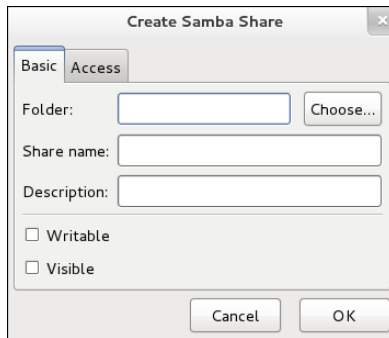 Create Samba Share
Basic Access
Folder: Choose...
Share name:
Description:
Writable
Visible
Cancel OK